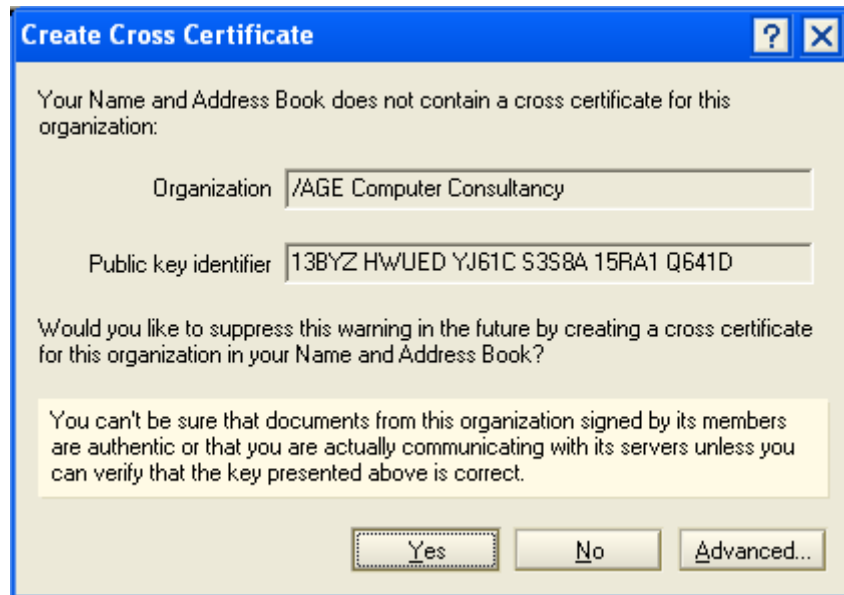 Create Cross Certificate
Your Name and Address Book does not contain a cross certificate for this
organization:
Organization /AGE Computer Consultancy
Public key identifier 13BYZ HWUED YJ61C S3S8A 15RA1 Q641D
Would you like to suppress this warning in the future by creating a cross certificate
for this organization in your Name and Address Book?
You can't be sure that documents from this organization signed by its members
are authentic or that you are actually communicating with its servers unless you
can verify that the key presented above is correct.
Yes No Advanced...